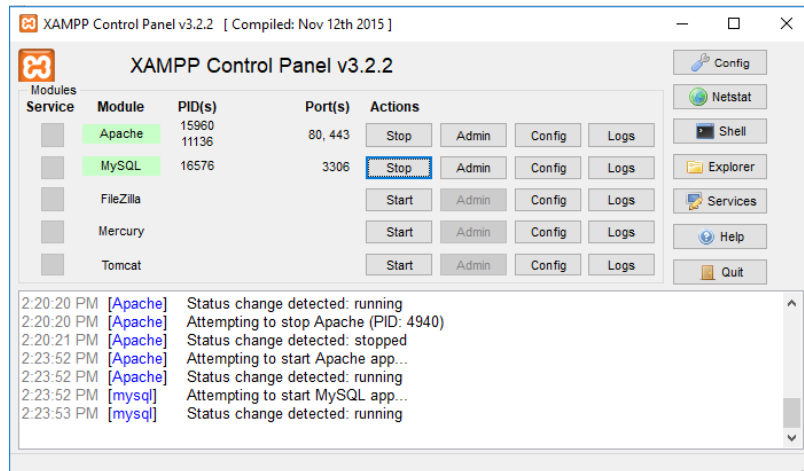 XAMPP Control Panel v3.2.2 [ Compiled: Nov 12th 2015 ]
XAMPP Control Panel v3.2.2
Config
Modules
Netstat
Service Module PID(s) Port(s) Actions
Apache 15960 11136 80, 443 Stop Admin Config Logs
Shell
MySQL 16576 3306 Stop Admin Config Logs
Explorer
FileZilla Start Admin Config Logs
Services
Mercury Start Admin Config Logs
Help
Tomcat Start Admin Config Logs
Quit
2:20:20 PM [Apache] Status change detected: running
2:20:20 PM [Apache] Attempting to stop Apache (PID: 4940)
2:20:21 PM [Apache] Status change detected: stopped
2:23:52 PM [Apache] Attempting to start Apache app...
2:23:52 PM [Apache] Status change detected: running
2:23:52 PM [mysql] Attempting to start MySQL app...
2:23:53 PM [mysql] Status change detected: running